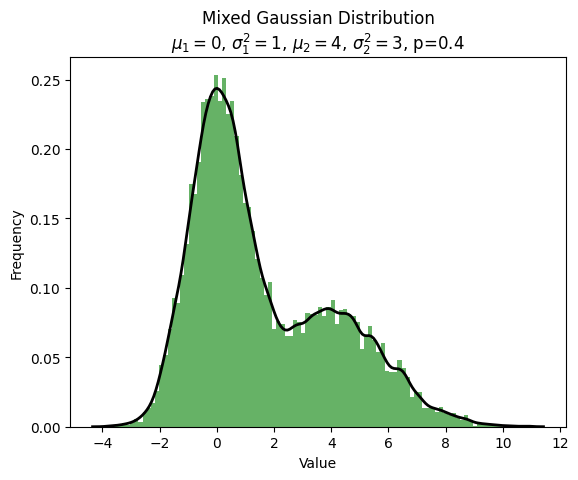 Mixed Gaussian Distribution
μ₁ = 0, σ₁² = 1, μ₂ = 4, σ₂² = 3, p=0.4
0.25
0.20
0.15
0.10
0.05
0.00
Frequency
−4 −2 0 2 4 6 8 10 12
Value